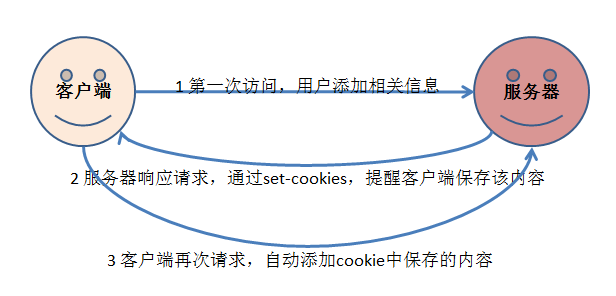 客户端
1 第一次访问，用户添加相关信息
服务器
2 服务器响应请求，通过set-cookies，提醒客户端保存该内容
3 客户端再次请求，自动添加cookie中保存的内容